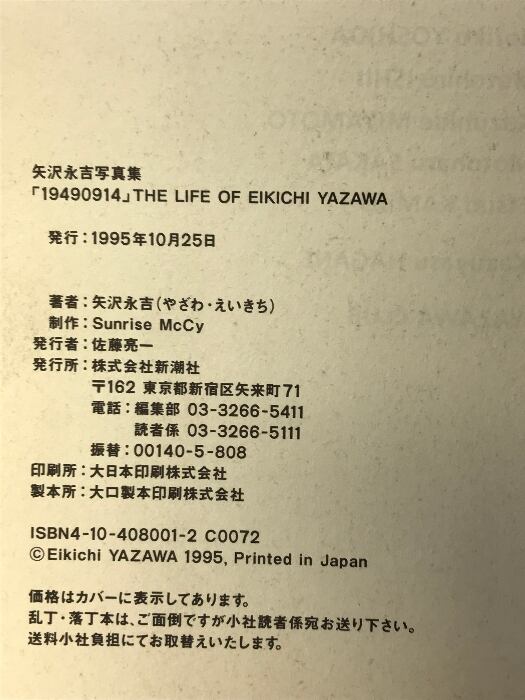 矢沢永吉写真集
「19490914」THE LIFE OF EIKICHI YAZAWA
発行：1995年10月25日
著者：矢沢永吉（やざわ・えいきち）
制作：Sunrise McCy
発行者：佐藤亮一
発行所：株式会社新潮社
〒162 東京都新宿区矢来町71
電話：編集部 03-3266-5411
読者係 03-3266-5111
振替：00140-5-808
印刷所：大日本印刷株式会社
製本所：大口製本印刷株式会社
ISBN4-10-408001-2 C0072
©Eikichi YAZAWA 1995, Printed in Japan
価格はカバーに表示してあります。
乱丁・落丁本は、ご面倒ですが小社読者係宛お送り下さい。
送料小社負担にてお取替えいたします。